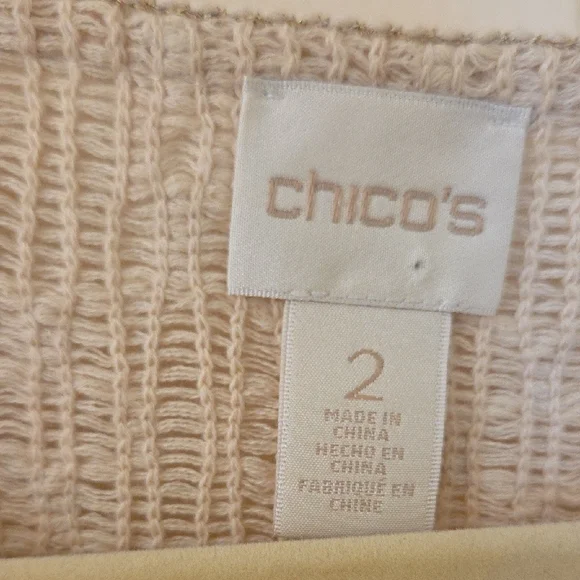 chico's
2
MADE IN
CHINA
HECHO EN
CHINA
FABRIQUÉ EN
CHINE